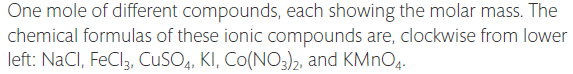 One mole of different compounds, each showing the molar mass. The
chemical formulas of these ionic compounds are, clockwise from lower
left: NaCl, FeCl₃, CuSO₄, KI, Co(NO₃)₂, and KMnO₄.